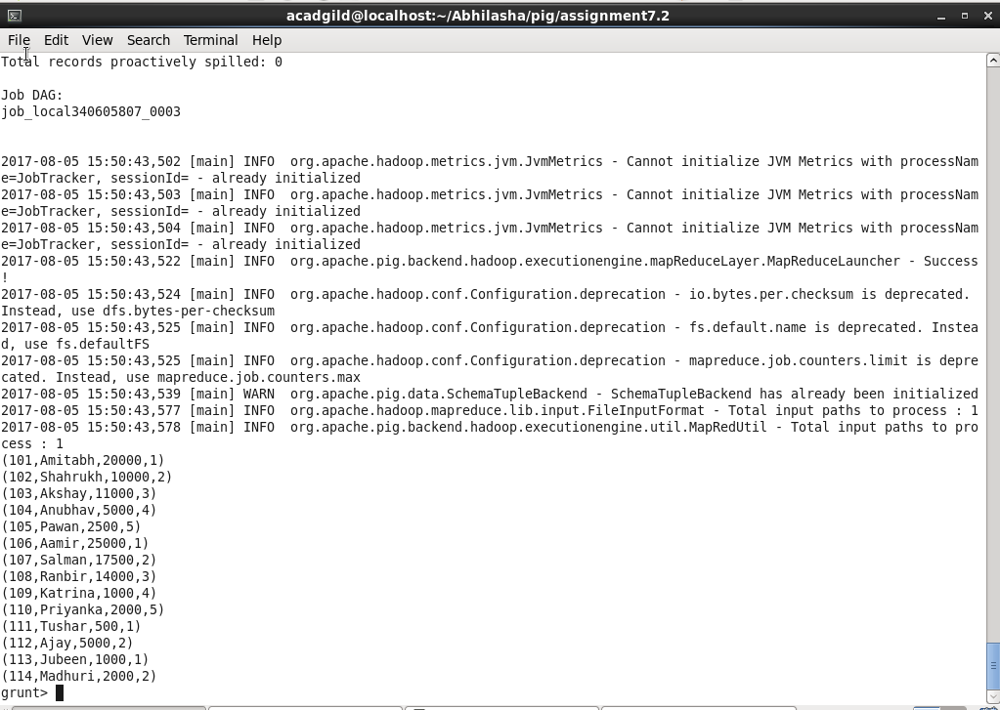 acadgild@localhost:~/Abhilasha/pig/assignment7.2
File Edit View Search Terminal Help
Total records proactively spilled: 0
Job DAG:
job_local340605807_0003
2017-08-05 15:50:43,502 [main] INFO  org.apache.hadoop.metrics.jvm.JvmMetrics - Cannot initialize JVM Metrics with processNam
e=JobTracker, sessionId= - already initialized
2017-08-05 15:50:43,503 [main] INFO  org.apache.hadoop.metrics.jvm.JvmMetrics - Cannot initialize JVM Metrics with processNam
e=JobTracker, sessionId= - already initialized
2017-08-05 15:50:43,504 [main] INFO  org.apache.hadoop.metrics.jvm.JvmMetrics - Cannot initialize JVM Metrics with processNam
e=JobTracker, sessionId= - already initialized
2017-08-05 15:50:43,522 [main] INFO  org.apache.pig.backend.hadoop.executionengine.mapReduceLayer.MapReduceLauncher - Success
!
2017-08-05 15:50:43,524 [main] INFO  org.apache.hadoop.conf.Configuration.deprecation - io.bytes.per.checksum is deprecated.
Instead, use dfs.bytes-per-checksum
2017-08-05 15:50:43,525 [main] INFO  org.apache.hadoop.conf.Configuration.deprecation - fs.default.name is deprecated. Instea
d, use fs.defaultFS
2017-08-05 15:50:43,525 [main] INFO  org.apache.hadoop.conf.Configuration.deprecation - mapreduce.job.counters.limit is depre
cated. Instead, use mapreduce.job.counters.max
2017-08-05 15:50:43,539 [main] WARN  org.apache.pig.data.SchemaTupleBackend - SchemaTupleBackend has already been initialized
2017-08-05 15:50:43,577 [main] INFO  org.apache.hadoop.mapreduce.lib.input.FileInputFormat - Total input paths to process : 1
2017-08-05 15:50:43,578 [main] INFO  org.apache.pig.backend.hadoop.executionengine.util.MapRedUtil - Total input paths to pro
cess : 1
(101,Amitabh,20000,1)
(102,Shahrukh,10000,2)
(103,Akshay,11000,3)
(104,Anubhav,5000,4)
(105,Pawan,2500,5)
(106,Aamir,25000,1)
(107,Salman,17500,2)
(108,Ranbir,14000,3)
(109,Katrina,1000,4)
(110,Priyanka,2000,5)
(111,Tushar,500,1)
(112,Ajay,5000,2)
(113,Jubeen,1000,1)
(114,Madhuri,2000,2)
grunt>